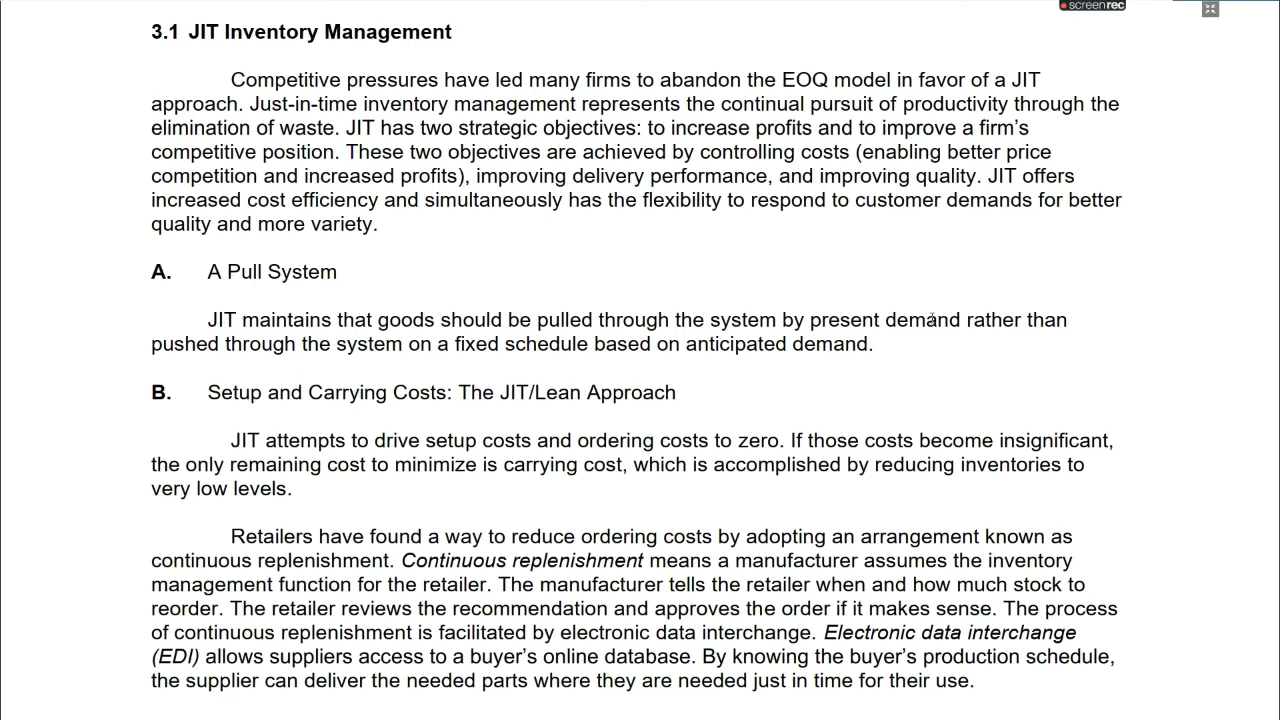 screenrec
3.1 JIT Inventory Management
Competitive pressures have led many firms to abandon the EOQ model in favor of a JIT
approach. Just-in-time inventory management represents the continual pursuit of productivity through the
elimination of waste. JIT has two strategic objectives: to increase profits and to improve a firm's
competitive position. These two objectives are achieved by controlling costs (enabling better price
competition and increased profits), improving delivery performance, and improving quality. JIT offers
increased cost efficiency and simultaneously has the flexibility to respond to customer demands for better
quality and more variety.
A. A Pull System
JIT maintains that goods should be pulled through the system by present demand rather than
pushed through the system on a fixed schedule based on anticipated demand.
B. Setup and Carrying Costs: The JIT/Lean Approach
JIT attempts to drive setup costs and ordering costs to zero. If those costs become insignificant,
the only remaining cost to minimize is carrying cost, which is accomplished by reducing inventories to
very low levels.
Retailers have found a way to reduce ordering costs by adopting an arrangement known as
continuous replenishment. Continuous replenishment means a manufacturer assumes the inventory
management function for the retailer. The manufacturer tells the retailer when and how much stock to
reorder. The retailer reviews the recommendation and approves the order if it makes sense. The process
of continuous replenishment is facilitated by electronic data interchange. Electronic data interchange
(EDI) allows suppliers access to a buyer's online database. By knowing the buyer's production schedule,
the supplier can deliver the needed parts where they are needed just in time for their use.